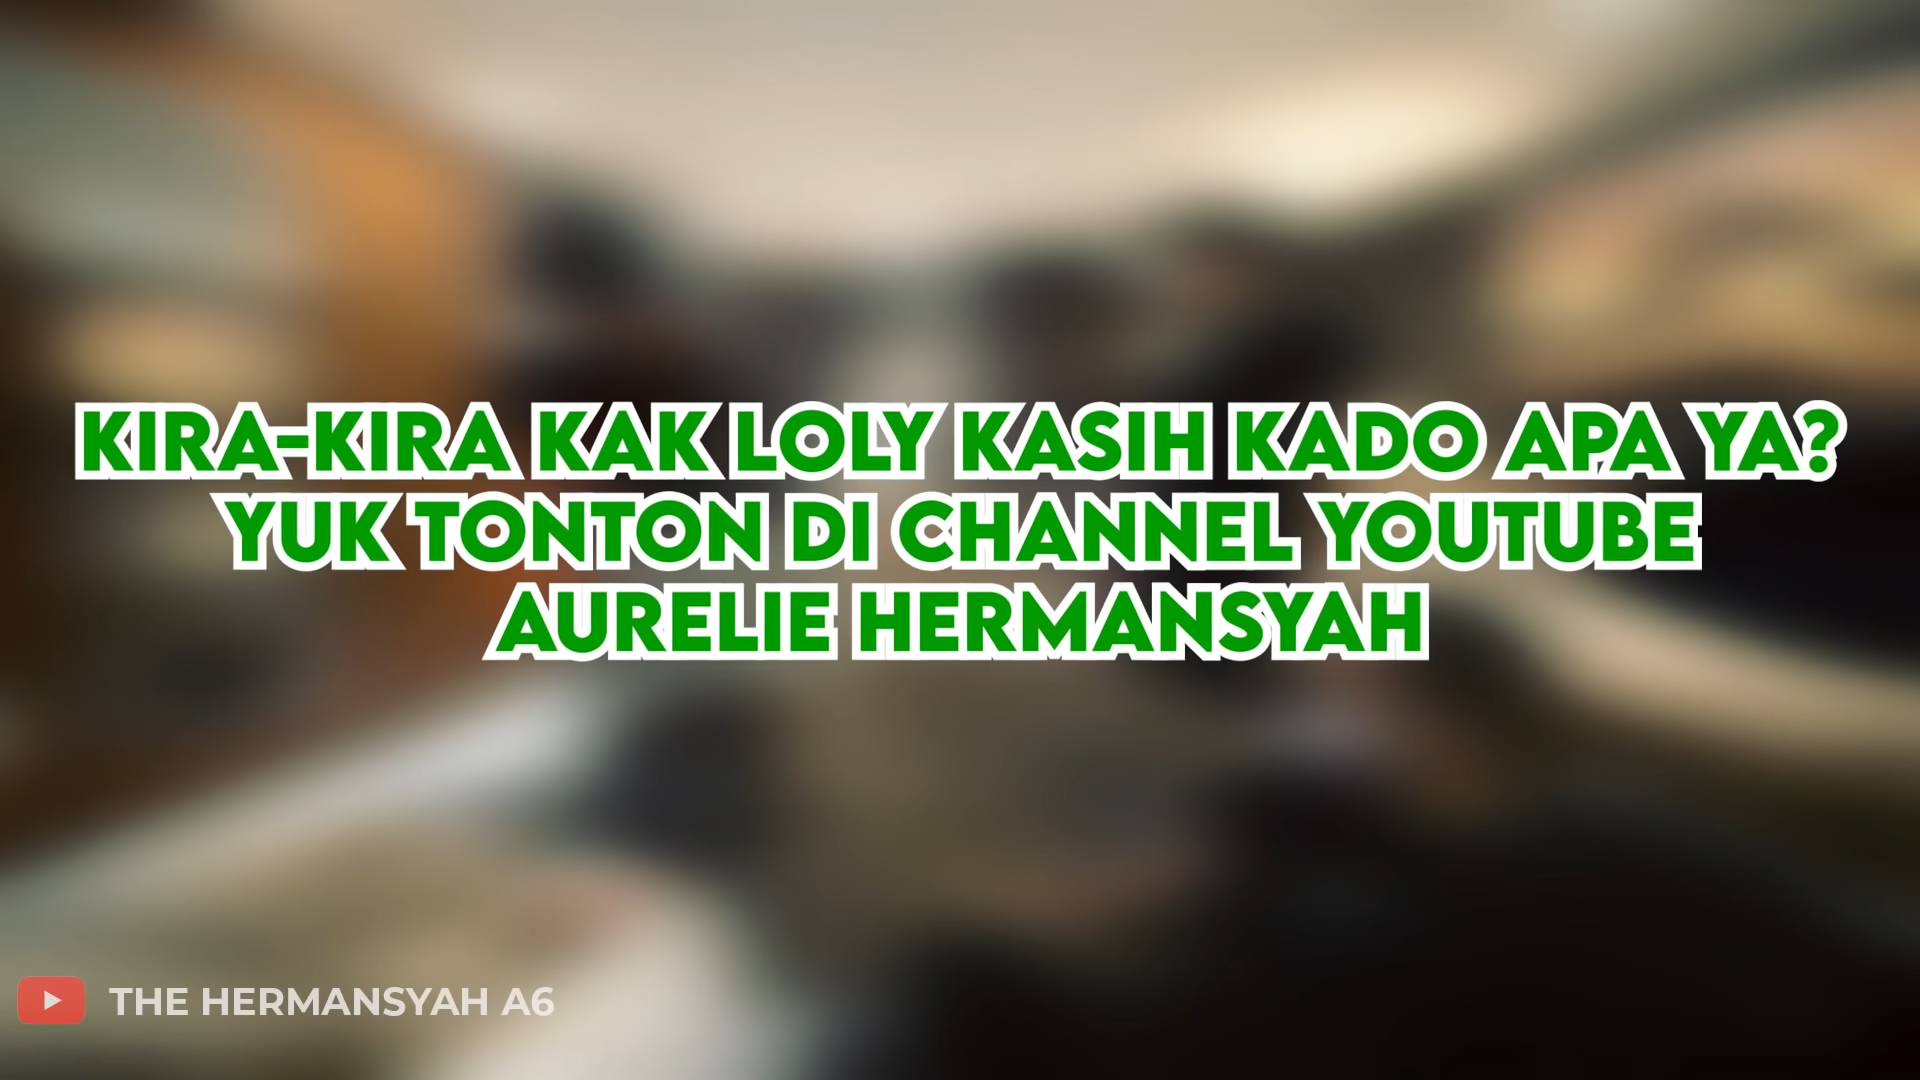 KIRA-KIRA KAK LOLY KASIH KADO APA YA?
YUK TONTON DI CHANNEL YOUTUBE
AURELIE HERMANSYAH
THE HERMANSYAH A6